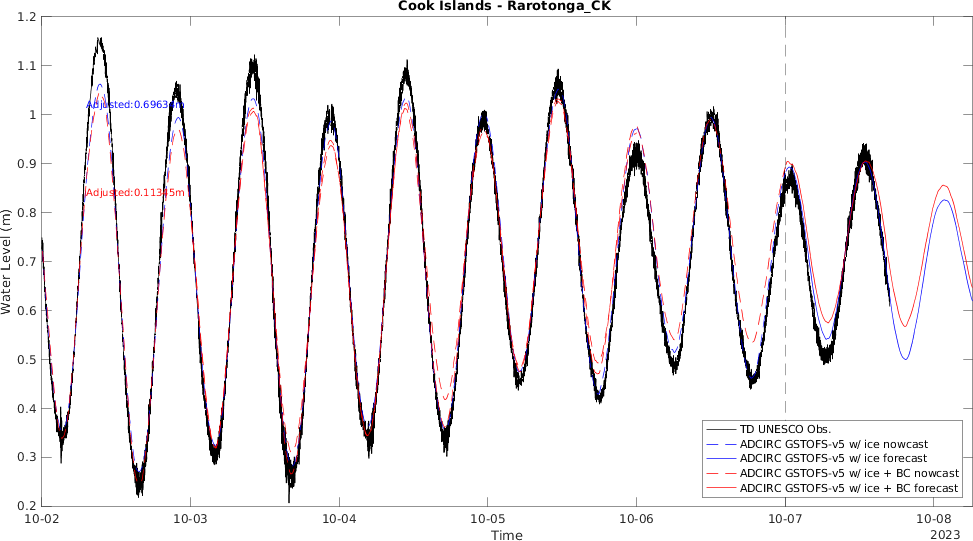 Cook Islands - Rarotonga_CK
1.2
1.1
1
0.9
0.8
0.7
0.6
0.5
0.4
0.3
0.2
Water Level (m)
Adjusted:0.6963 m
Adjusted:0.11345m
TD UNESCO Obs.
ADCIRC GSTOFS-v5 w/ ice nowcast
ADCIRC GSTOFS-v5 w/ ice forecast
ADCIRC GSTOFS-v5 w/ ice + BC nowcast
ADCIRC GSTOFS-v5 w/ ice + BC forecast
10-02
10-03
10-04
10-05
10-06
10-07
10-08
Time
2023